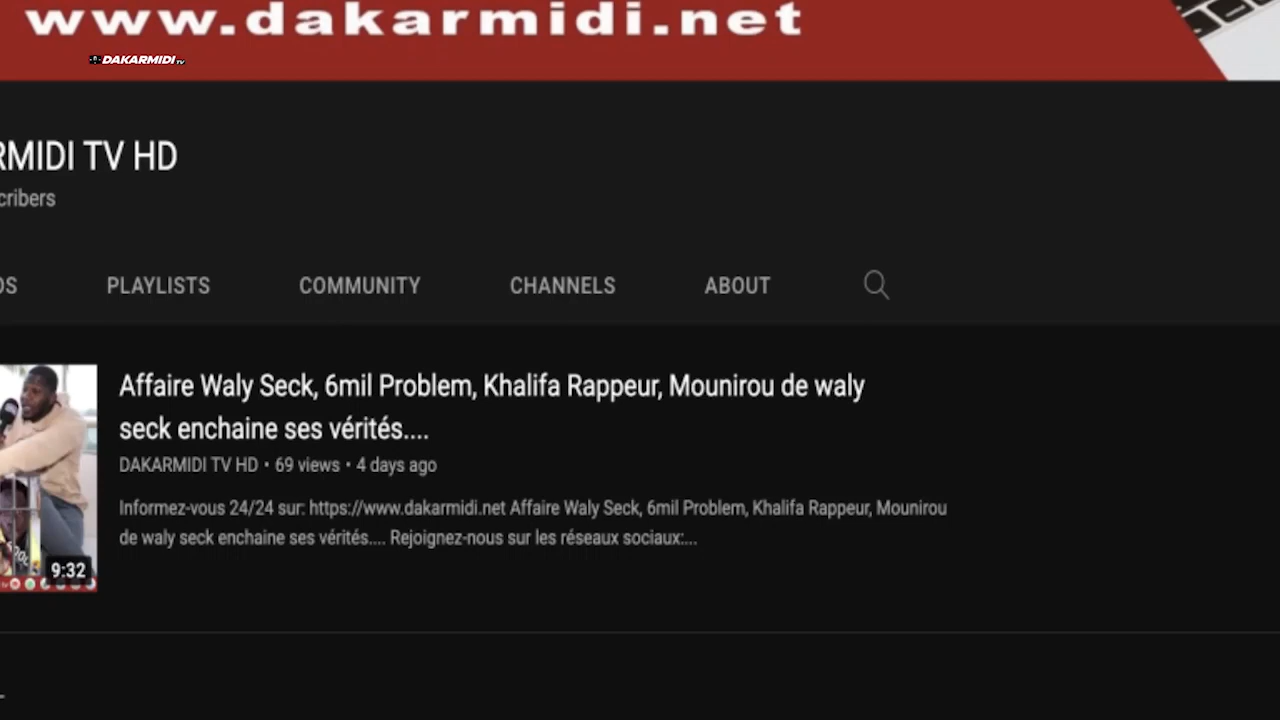 www.dakarmidi.net
DAKARMIDI TV
RMIDI TV HD
cribers
OS PLAYLISTS COMMUNITY CHANNELS ABOUT
Affaire Waly Seck, 6mil Problem, Khalifa Rappeur, Mounirou de waly
seck enchaine ses vérités....
DAKARMIDI TV HD • 69 views • 4 days ago
Informez-vous 24/24 sur: https://www.dakarmidi.net Affaire Waly Seck, 6mil Problem, Khalifa Rappeur, Mounirou
de waly seck enchaine ses vérités.... Rejoignez-nous sur les réseaux sociaux:...
9:32